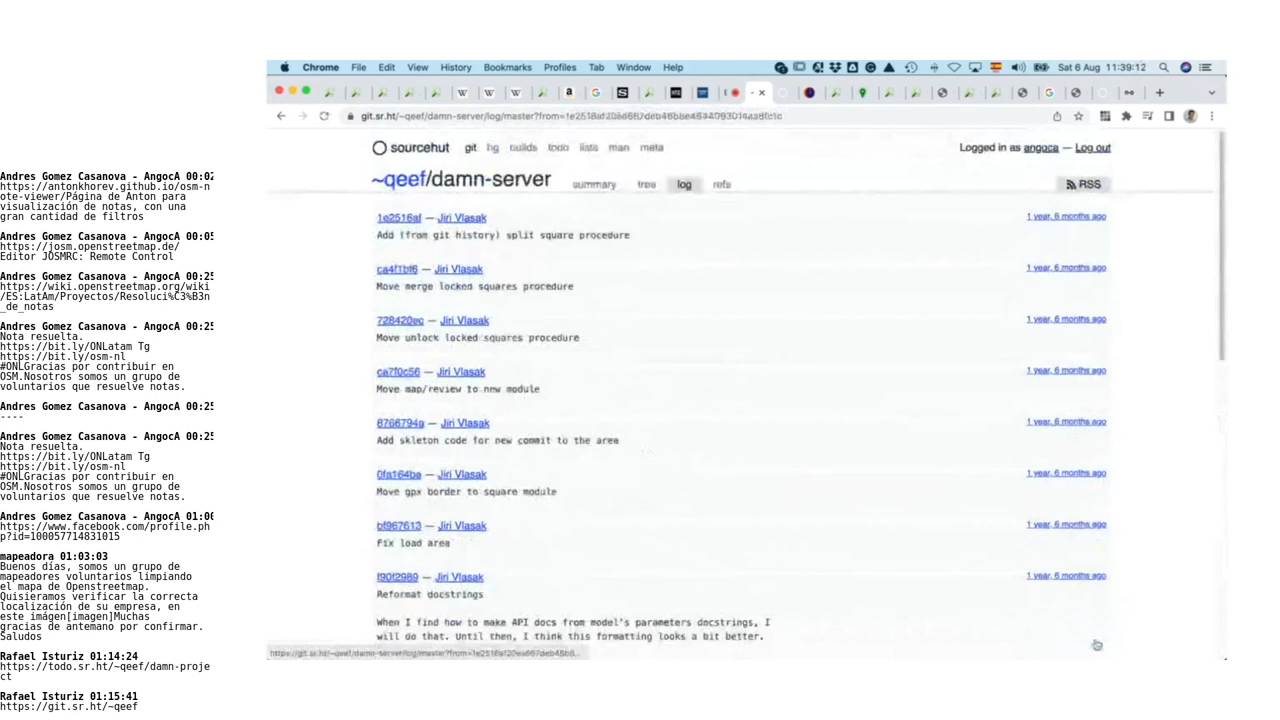 Andres Gomez Casanova - AngocA 00:02
https://antonkhorev.github.io/osm-n
ote-viewer/Página de Anton para
visualización de notas, con una
gran cantidad de filtros
Andres Gomez Casanova - AngocA 00:05
https://josm.openstreetmap.de/
Editor JOSMRC: Remote Control
Andres Gomez Casanova - AngocA 00:25
https://wiki.openstreetmap.org/wiki
/ES:LatAm/Proyectos/Resoluci%C3%B3n
_de_notas
Andres Gomez Casanova - AngocA 00:25
Nota resuelta.
https://bit.ly/ONLatam Tg
https://bit.ly/osm-nl
#ONLGracias por contribuir en
OSM.Nosotros somos un grupo de
voluntarios que resuelve notas.
Andres Gomez Casanova - AngocA 00:25
----
Andres Gomez Casanova - AngocA 00:25
Nota resuelta.
https://bit.ly/ONLatam Tg
https://bit.ly/osm-nl
#ONLGracias por contribuir en
OSM.Nosotros somos un grupo de
voluntarios que resuelve notas.
Andres Gomez Casanova - AngocA 01:00
https://www.facebook.com/profile.ph
p?id=100057714831015
mapeadora 01:03:03
Buenos días, somos un grupo de
mapeadores voluntarios limpiando
el mapa de Openstreetmap.
Quisieramos verificar la correcta
localización de su empresa, en
este imágen[imagen]Muchas
gracias de antemano por confirmar.
Saludos
Rafael Isturiz 01:14:24
https://todo.sr.ht/~qeef/damn-proje
ct
Rafael Isturiz 01:15:41
https://git.sr.ht/~qeef
Chrome File Edit View History Bookmarks Profiles Tab Window Help Sat 6 Aug 11:39:12
sourcehut git hg builds todo lists man meta Logged in as angoca — Log out
~qeef/damn-server summary tree log refs RSS
1e2518af — Jiri Vlasak 1 year, 6 months ago
Add (from git history) split square procedure
ca4f1bf6 — Jiri Vlasak 1 year, 6 months ago
Move merge locked squares procedure
728420ec — Jiri Vlasak 1 year, 6 months ago
Move unlock locked squares procedure
ca7f0c56 — Jiri Vlasak 1 year, 6 months ago
Move map/review to new module
6766794a — Jiri Vlasak 1 year, 6 months ago
Add skleton code for new commit to the area
0fa164ba — Jiri Vlasak 1 year, 6 months ago
Move gpx border to square module
bf967613 — Jiri Vlasak 1 year, 6 months ago
Fix load area
f90f2989 — Jiri Vlasak 1 year, 6 months ago
Reformat docstrings
When I find how to make API docs from model's parameters docstrings, I
will do that. Until then, I think this formatting looks a bit better.